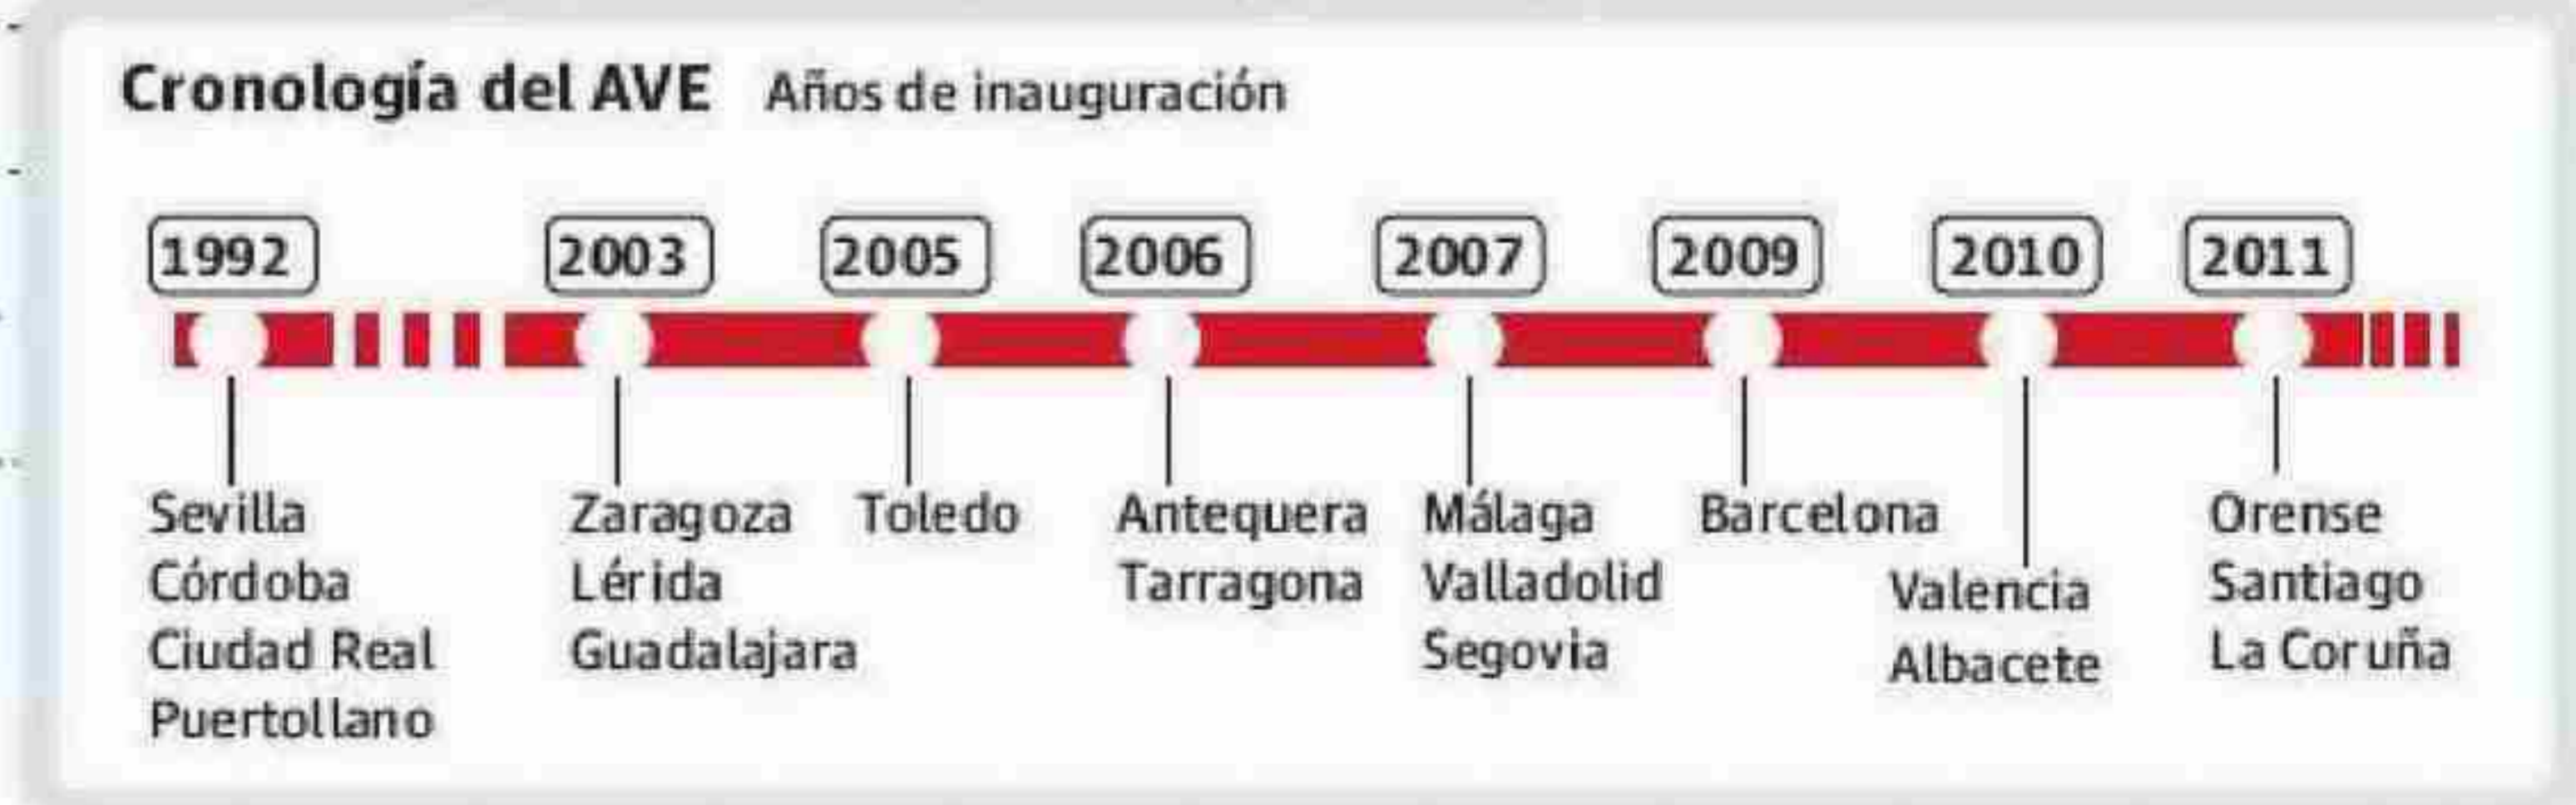 Cronología del AVE Años de inauguración
1992 2003 2005 2006 2007 2009 2010 2011
Sevilla
Córdoba
Ciudad Real
Puertollano
Zaragoza
Lérida
Guadalajara
Toledo
Antequera
Tarragona
Málaga
Valladolid
Segovia
Barcelona
Valencia
Albacete
Orense
Santiago
La Coruña